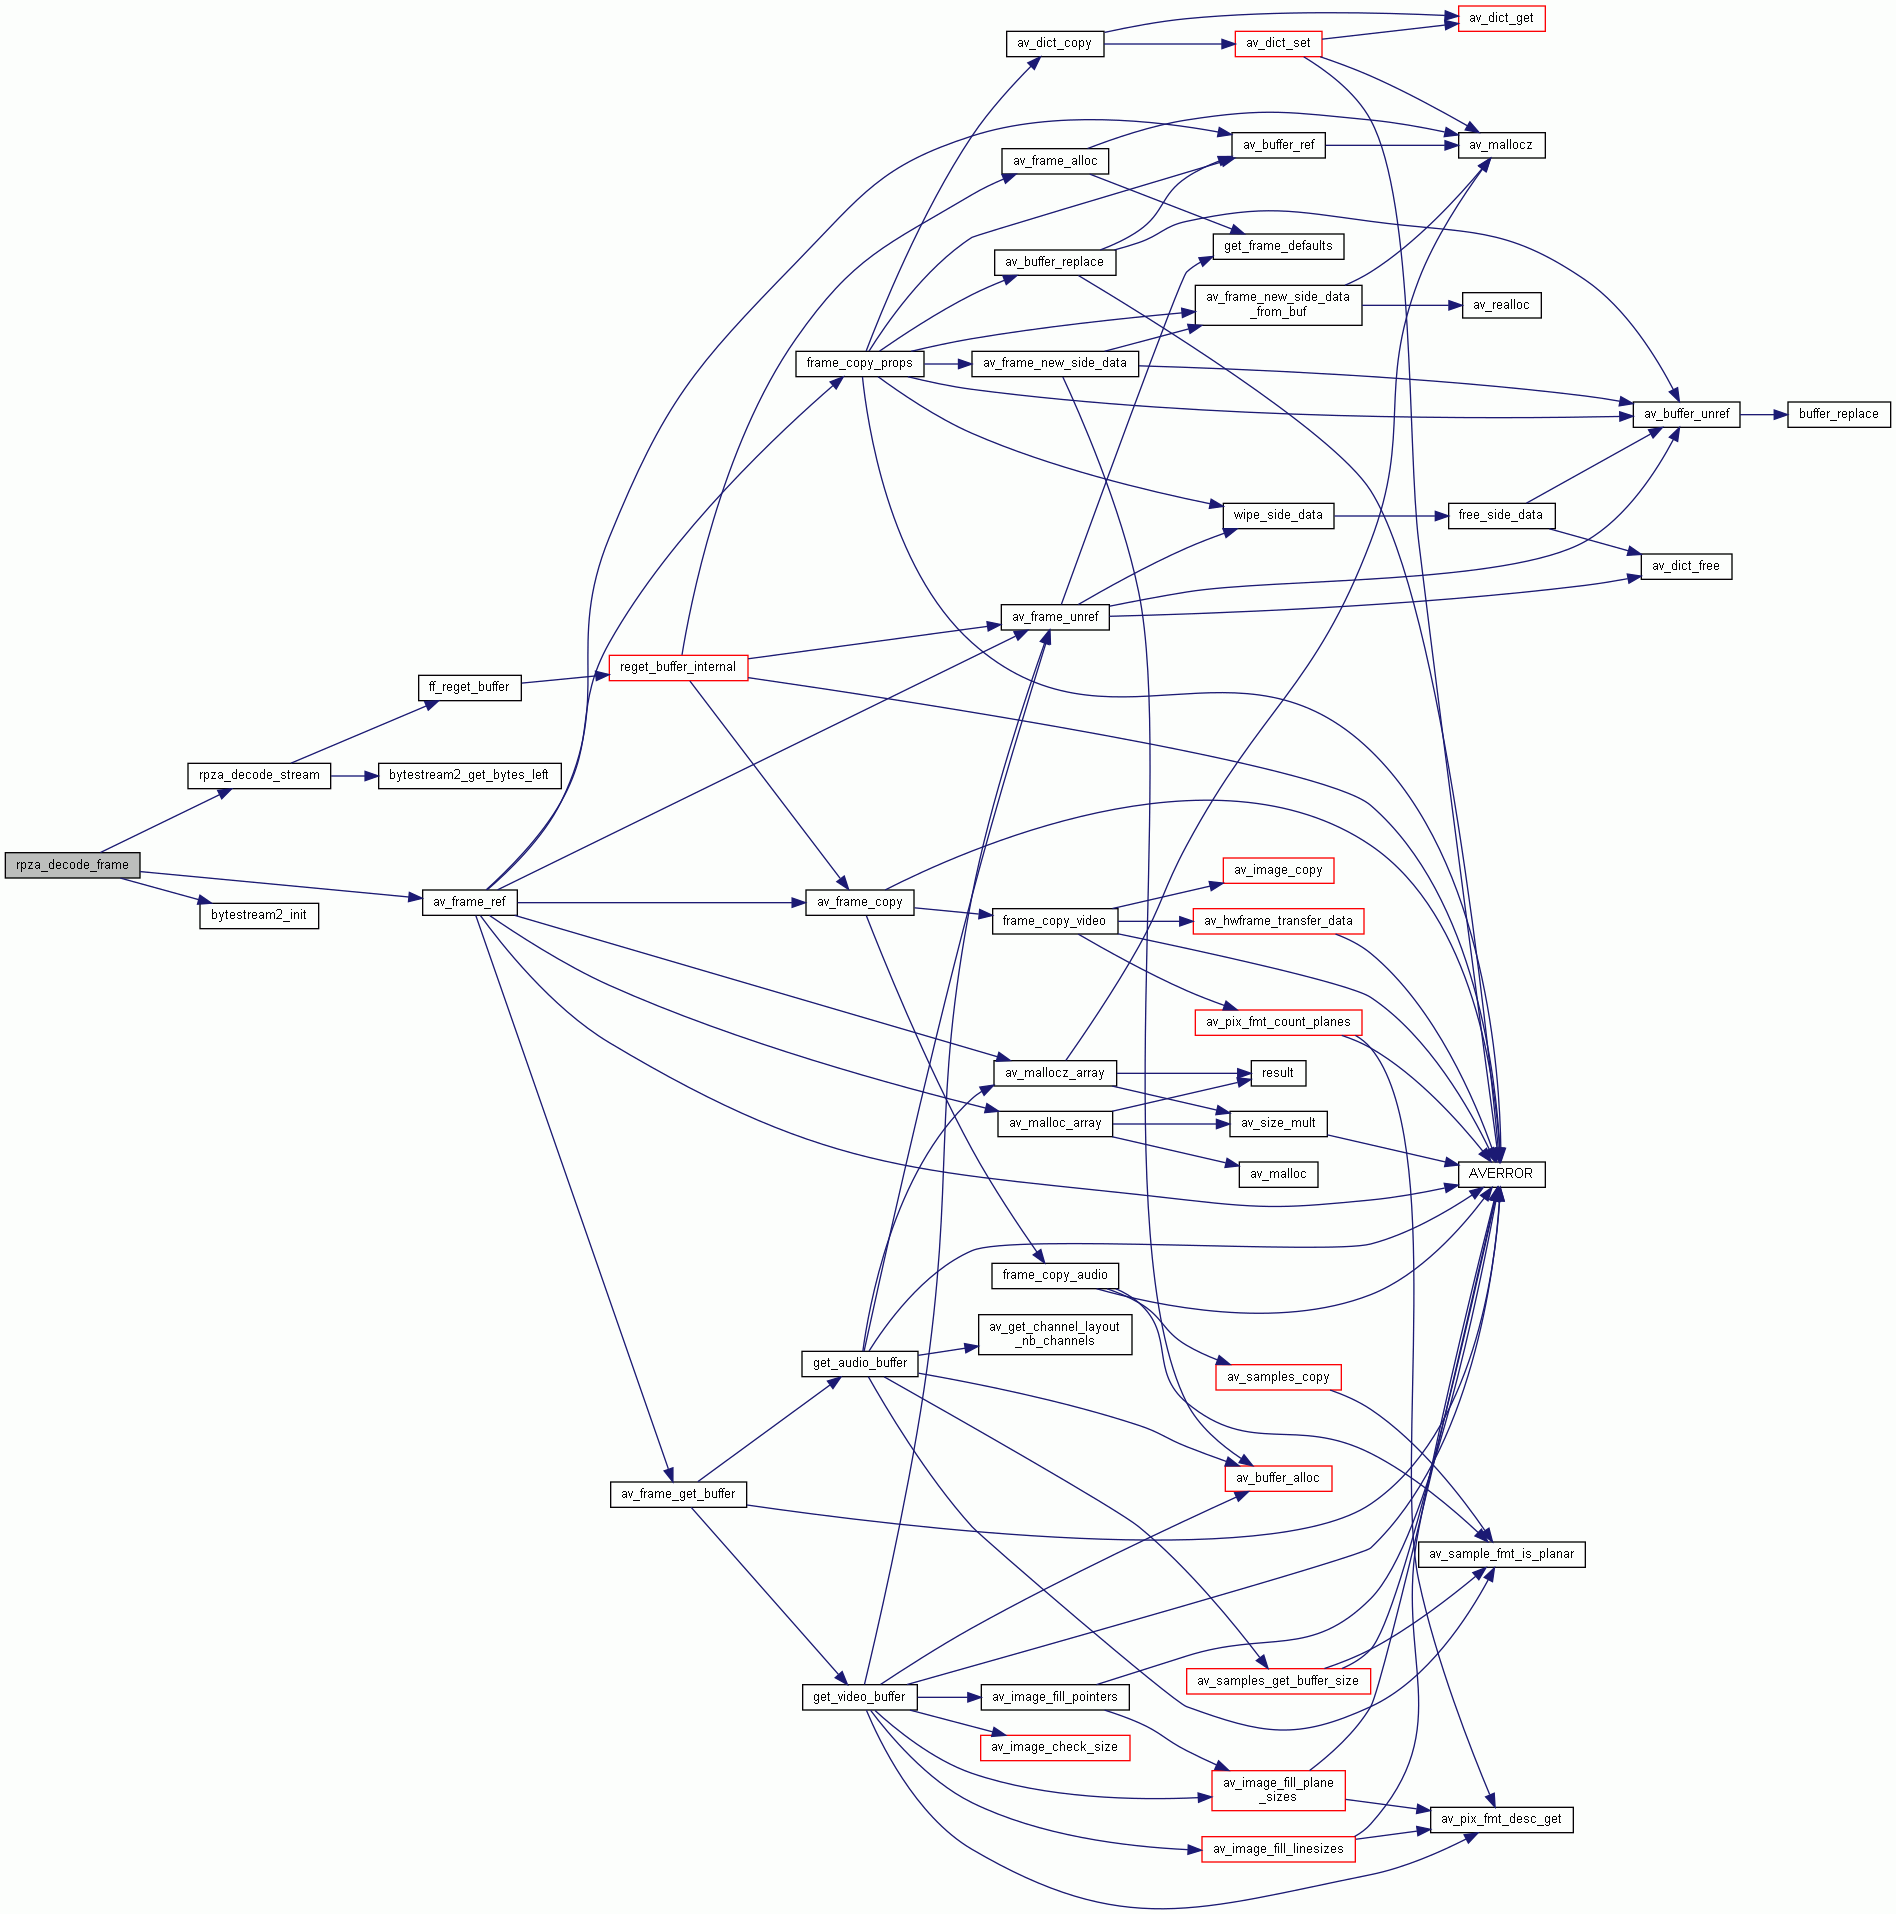 av_dict_get
av_dict_copy
av_dict_set
av_buffer_ref
av_mallocz
av_frame_alloc
get_frame_defaults
av_buffer_replace
av_frame_new_side_data
_from_buf
av_realloc
frame_copy_props
av_frame_new_side_data
av_buffer_unref
buffer_replace
wipe_side_data
free_side_data
av_dict_free
av_frame_unref
reget_buffer_internal
ff_reget_buffer
rpza_decode_stream
bytestream2_get_bytes_left
rpza_decode_frame
av_image_copy
av_frame_ref
av_frame_copy
bytestream2_init
frame_copy_video
av_hwframe_transfer_data
av_pix_fmt_count_planes
av_mallocz_array
result
av_malloc_array
av_size_mult
av_malloc
AVERROR
frame_copy_audio
av_get_channel_layout
_nb_channels
get_audio_buffer
av_samples_copy
av_buffer_alloc
av_frame_get_buffer
av_sample_fmt_is_planar
av_samples_get_buffer_size
get_video_buffer
av_image_fill_pointers
av_image_check_size
av_image_fill_plane
_sizes
av_pix_fmt_desc_get
av_image_fill_linesizes